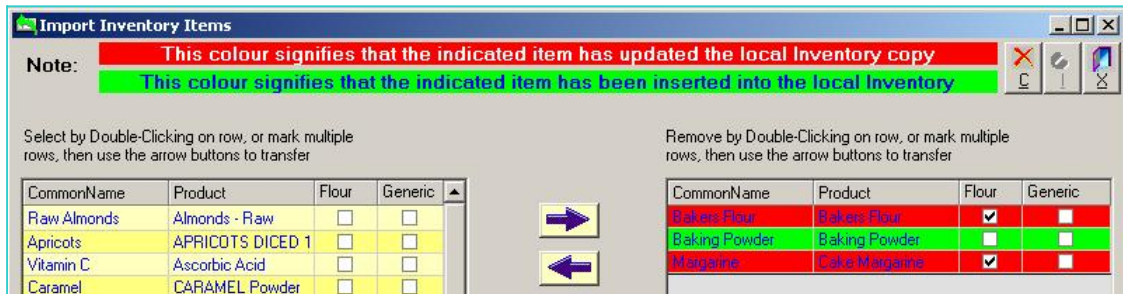 Import Inventory Items
Note:
This colour signifies that the indicated item has updated the local Inventory copy
This colour signifies that the indicated item has been inserted into the local Inventory
C I X
Select by Double-Clicking on row, or mark multiple
rows, then use the arrow buttons to transfer
CommonName Product Flour Generic
Raw Almonds Almonds - Raw
Apricots APRICOTS DICED 1
Vitamin C Ascorbic Acid
Caramel CARAMEL Powder
Remove by Double-Clicking on row, or mark multiple
rows, then use the arrow buttons to transfer
CommonName Product Flour Generic
Bakers Flour Bakers Flour
Baking Powder Baking Powder
Margarine Cake Margarine